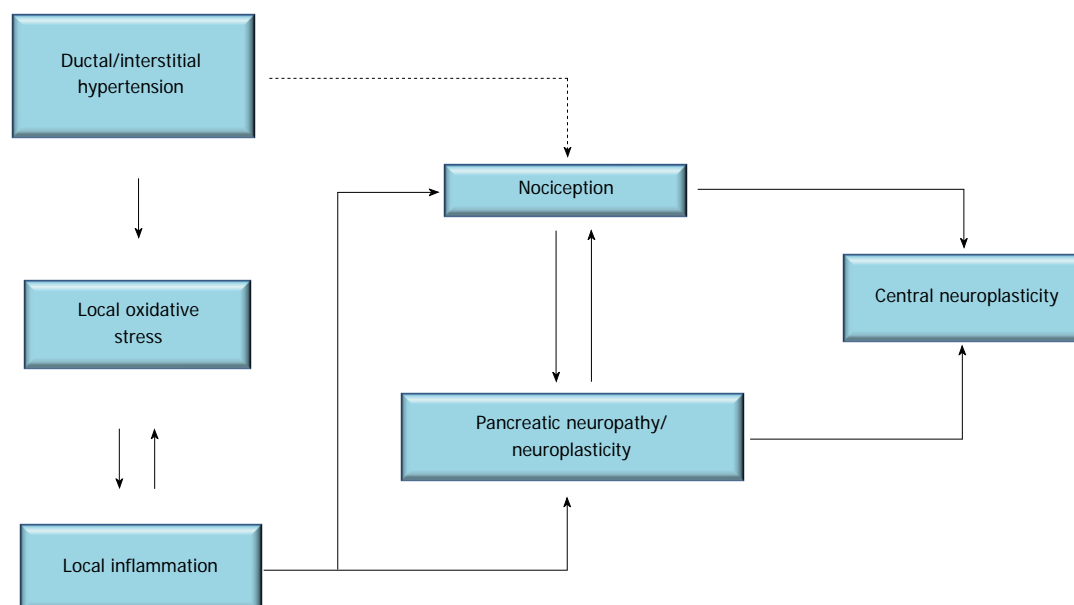 Ductal/interstitial
hypertension
Nociception
Local oxidative
stress
Central neuroplasticity
Pancreatic neuropathy/
neuroplasticity
Local inflammation